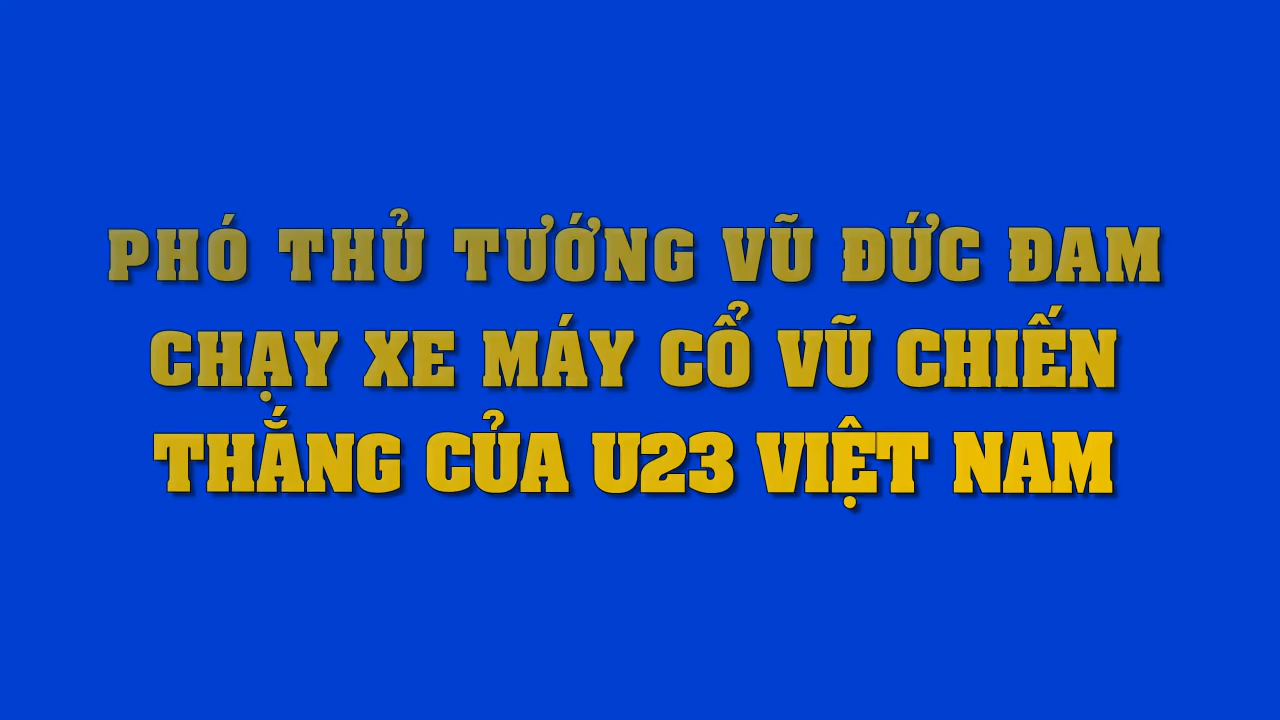 PHÓ THỦ TƯỚNG VŨ ĐỨC ĐAM
CHẠY XE MÁY CỔ VŨ CHIẾN
THẮNG CỦA U23 VIỆT NAM